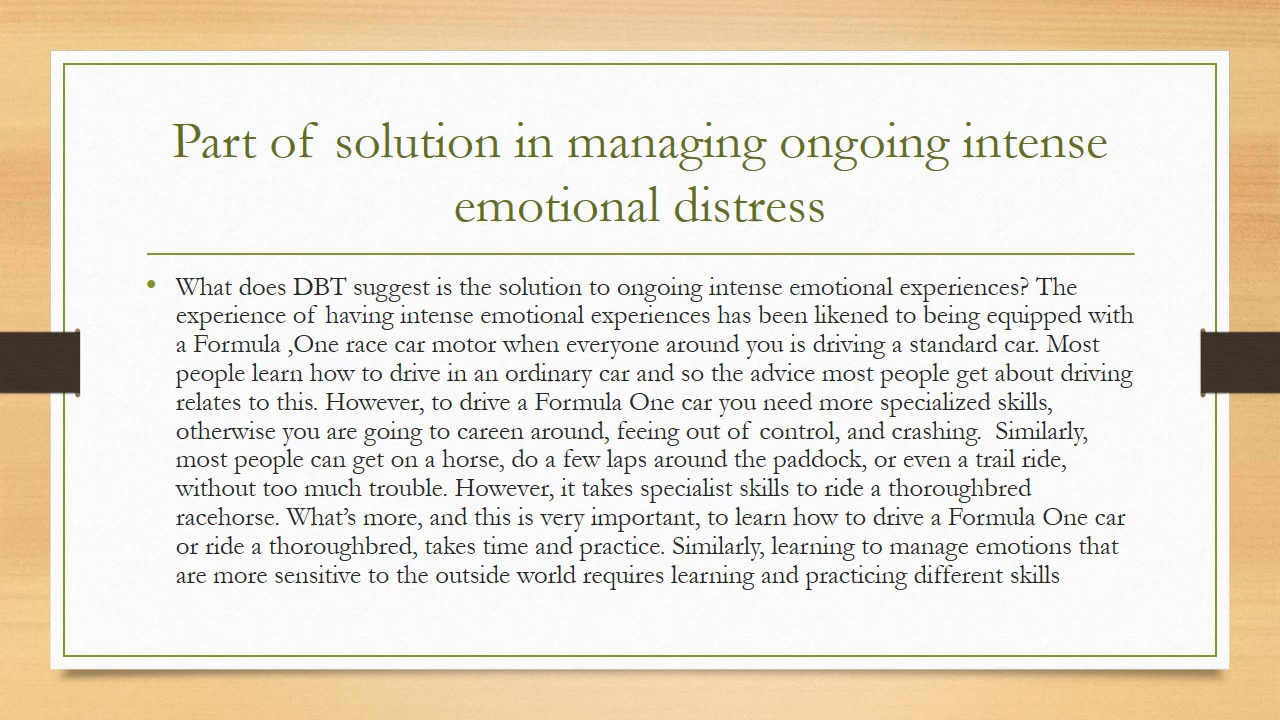 Part of solution in managing ongoing intense
emotional distress
• What does DBT suggest is the solution to ongoing intense emotional experiences? The
experience of having intense emotional experiences has been likened to being equipped with
a Formula ,One race car motor when everyone around you is driving a standard car. Most
people learn how to drive in an ordinary car and so the advice most people get about driving
relates to this. However, to drive a Formula One car you need more specialized skills,
otherwise you are going to careen around, feeing out of control, and crashing.  Similarly,
most people can get on a horse, do a few laps around the paddock, or even a trail ride,
without too much trouble. However, it takes specialist skills to ride a thoroughbred
racehorse. What’s more, and this is very important, to learn how to drive a Formula One car
or ride a thoroughbred, takes time and practice. Similarly, learning to manage emotions that
are more sensitive to the outside world requires learning and practicing different skills